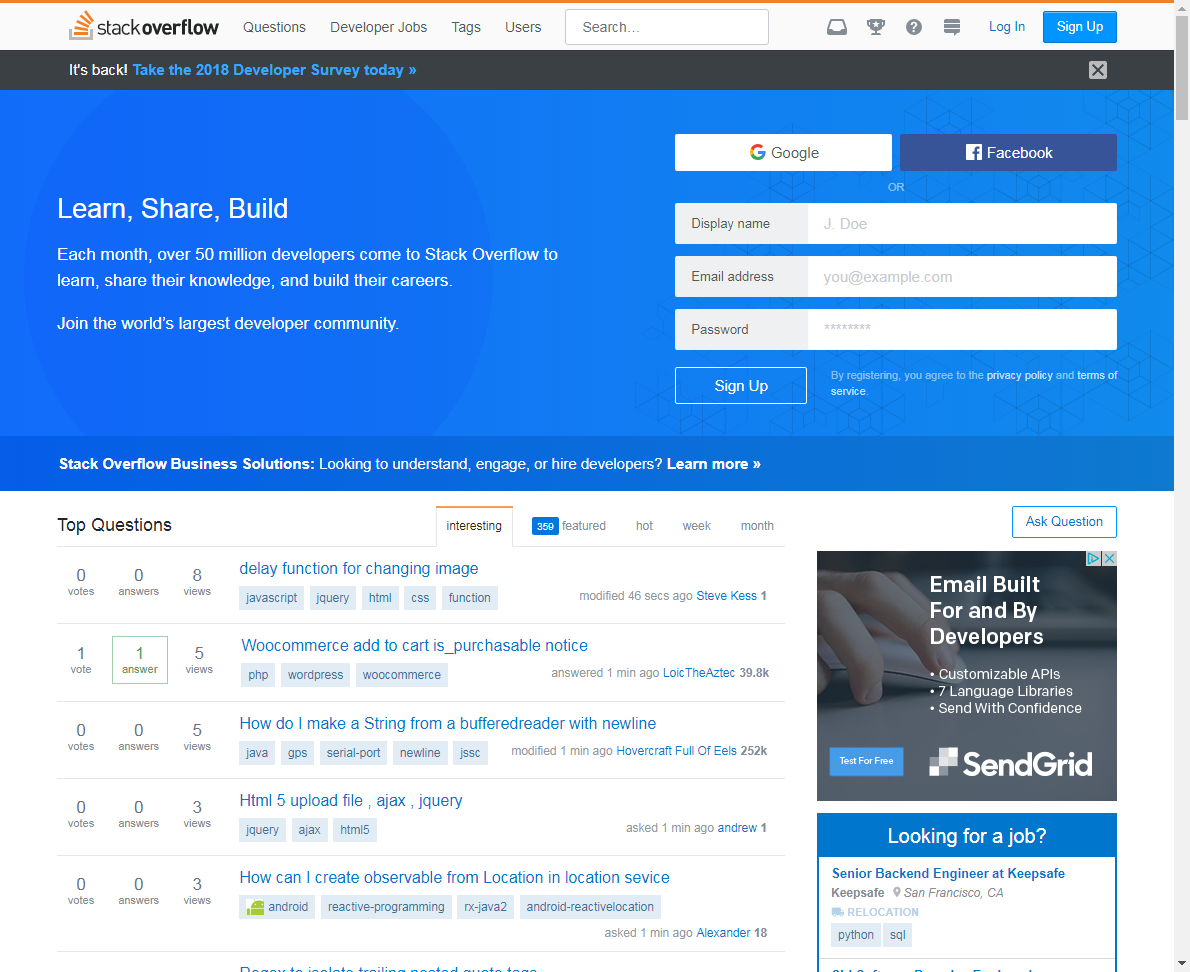 stackoverflow Questions Developer Jobs Tags Users Search… Log In Sign Up
It's back! Take the 2018 Developer Survey today »
Google Facebook
OR
Learn, Share, Build
Display name J. Doe
Each month, over 50 million developers come to Stack Overflow to
learn, share their knowledge, and build their careers.
Email address you@example.com
Join the world’s largest developer community.
Password ********
Sign Up
By registering, you agree to the privacy policy and terms of
service.
Stack Overflow Business Solutions: Looking to understand, engage, or hire developers? Learn more »
Top Questions
interesting 359 featured hot week month
Ask Question
0 votes 0 answers 8 views
delay function for changing image
javascript jquery html css function
modified 46 secs ago Steve Kess 1
1 vote 1 answer 5 views
Woocommerce add to cart is_purchasable notice
php wordpress woocommerce
answered 1 min ago LoicTheAztec 39.8k
0 votes 0 answers 5 views
How do I make a String from a bufferedreader with newline
java gps serial-port newline jssc
modified 1 min ago Hovercraft Full Of Eels 252k
0 votes 0 answers 3 views
Html 5 upload file , ajax , jquery
jquery ajax html5
asked 1 min ago andrew 1
0 votes 0 answers 3 views
How can I create observable from Location in location sevice
android reactive-programming rx-java2 android-reactivelocation
asked 1 min ago Alexander 18
Email Built
For and By
Developers
• Customizable APIs
• 7 Language Libraries
• Send With Confidence
Test For Free
SendGrid
Looking for a job?
Senior Backend Engineer at Keepsafe
Keepsafe San Francisco, CA
RELOCATION
python sql